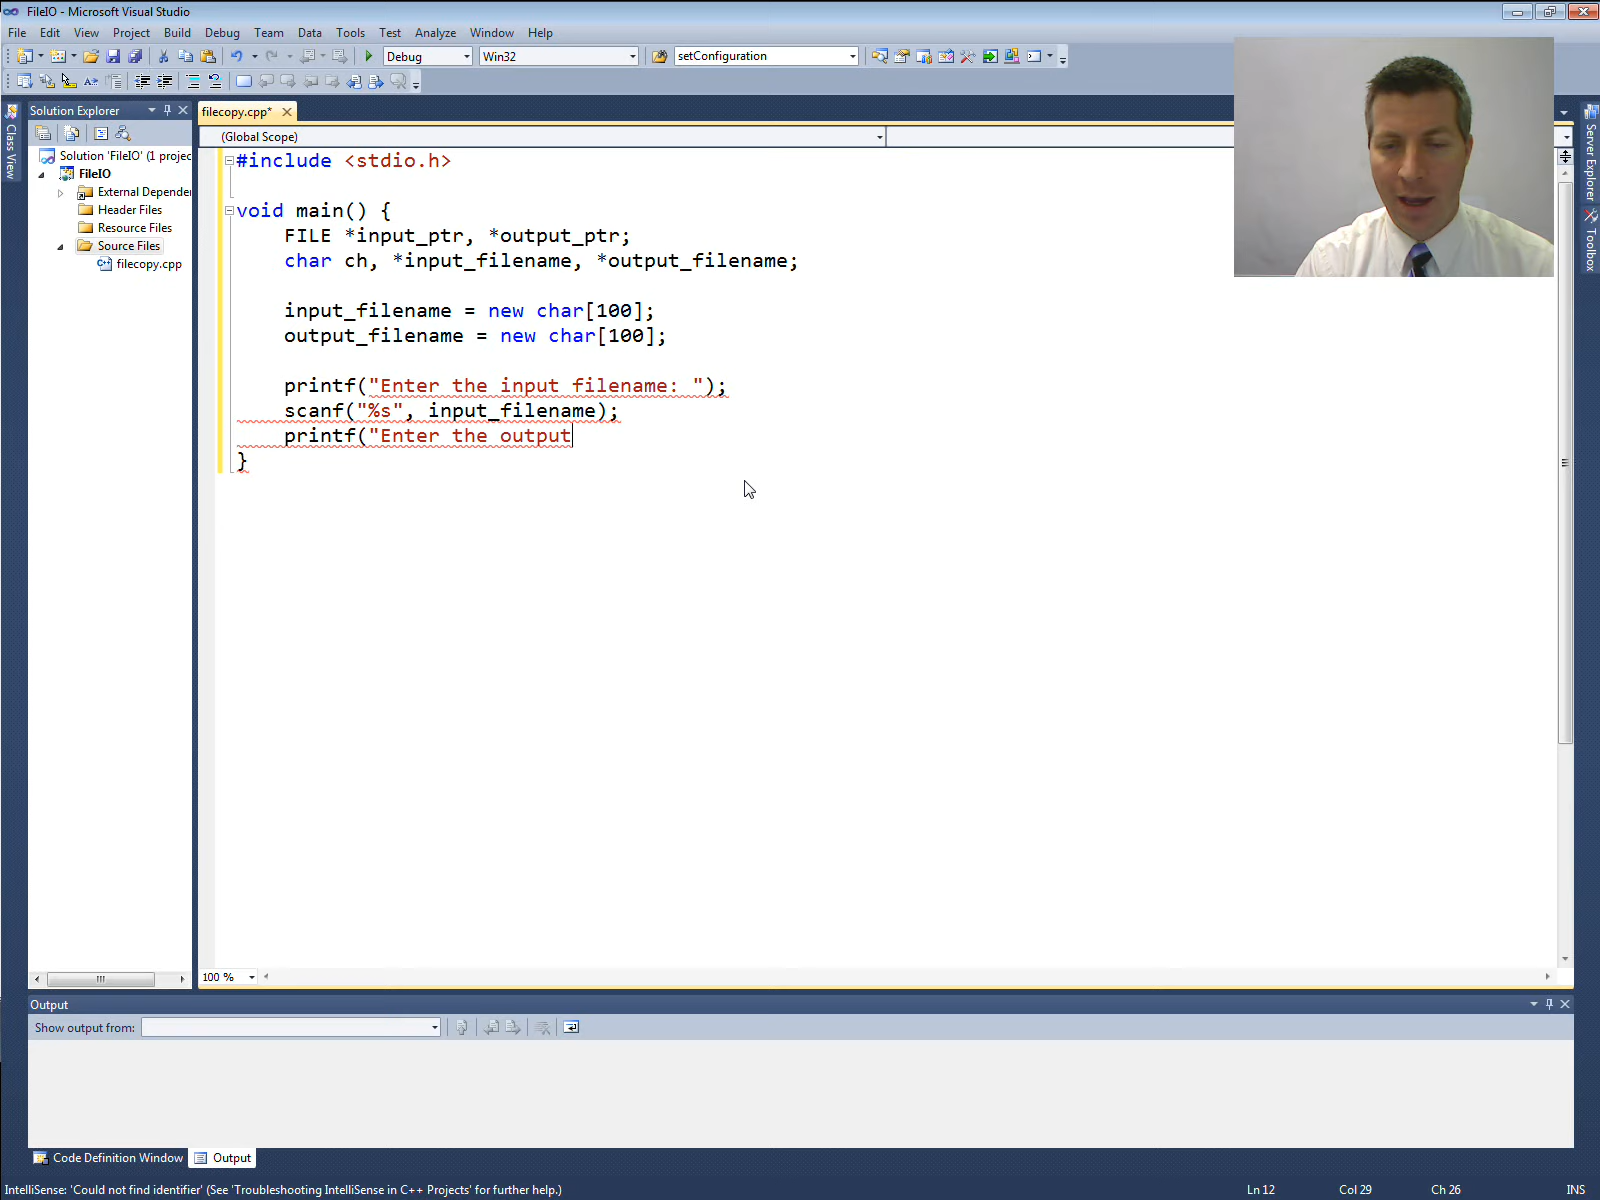 FileIO - Microsoft Visual Studio
File Edit View Project Build Debug Team Data Tools Test Analyze Window Help
Debug Win32 setConfiguration
Class View
Solution Explorer
Solution 'FileIO' (1 projec
FileIO
External Depende
Header Files
Resource Files
Source Files
filecopy.cpp
filecopy.cpp*
(Global Scope)
#include <stdio.h>
void main() {
FILE *input_ptr, *output_ptr;
char ch, *input_filename, *output_filename;
input_filename = new char[100];
output_filename = new char[100];
printf("Enter the input filename: ");
scanf("%s", input_filename);
printf("Enter the output
}
Server Explorer
Toolbox
100 %
Output
Show output from:
Code Definition Window Output
IntelliSense: 'Could not find identifier' (See 'Troubleshooting IntelliSense in C++ Projects' for further help.) Ln 12 Col 29 Ch 26 INS